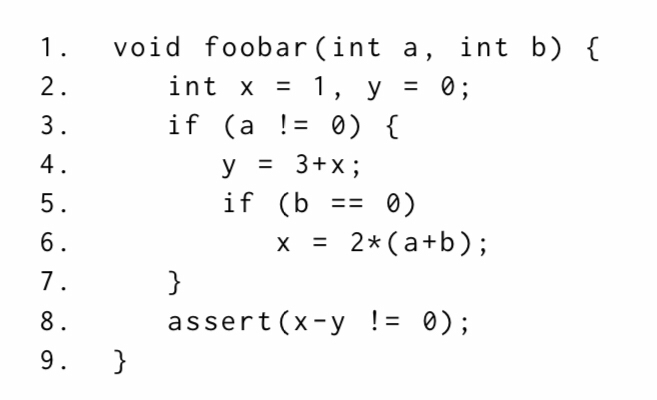 1. void foobar(int a, int b) {
2. int x = 1, y = 0;
3. if (a != 0) {
4. y = 3+x;
5. if (b == 0)
6. x = 2*(a+b);
7. }
8. assert(x-y != 0);
9. }